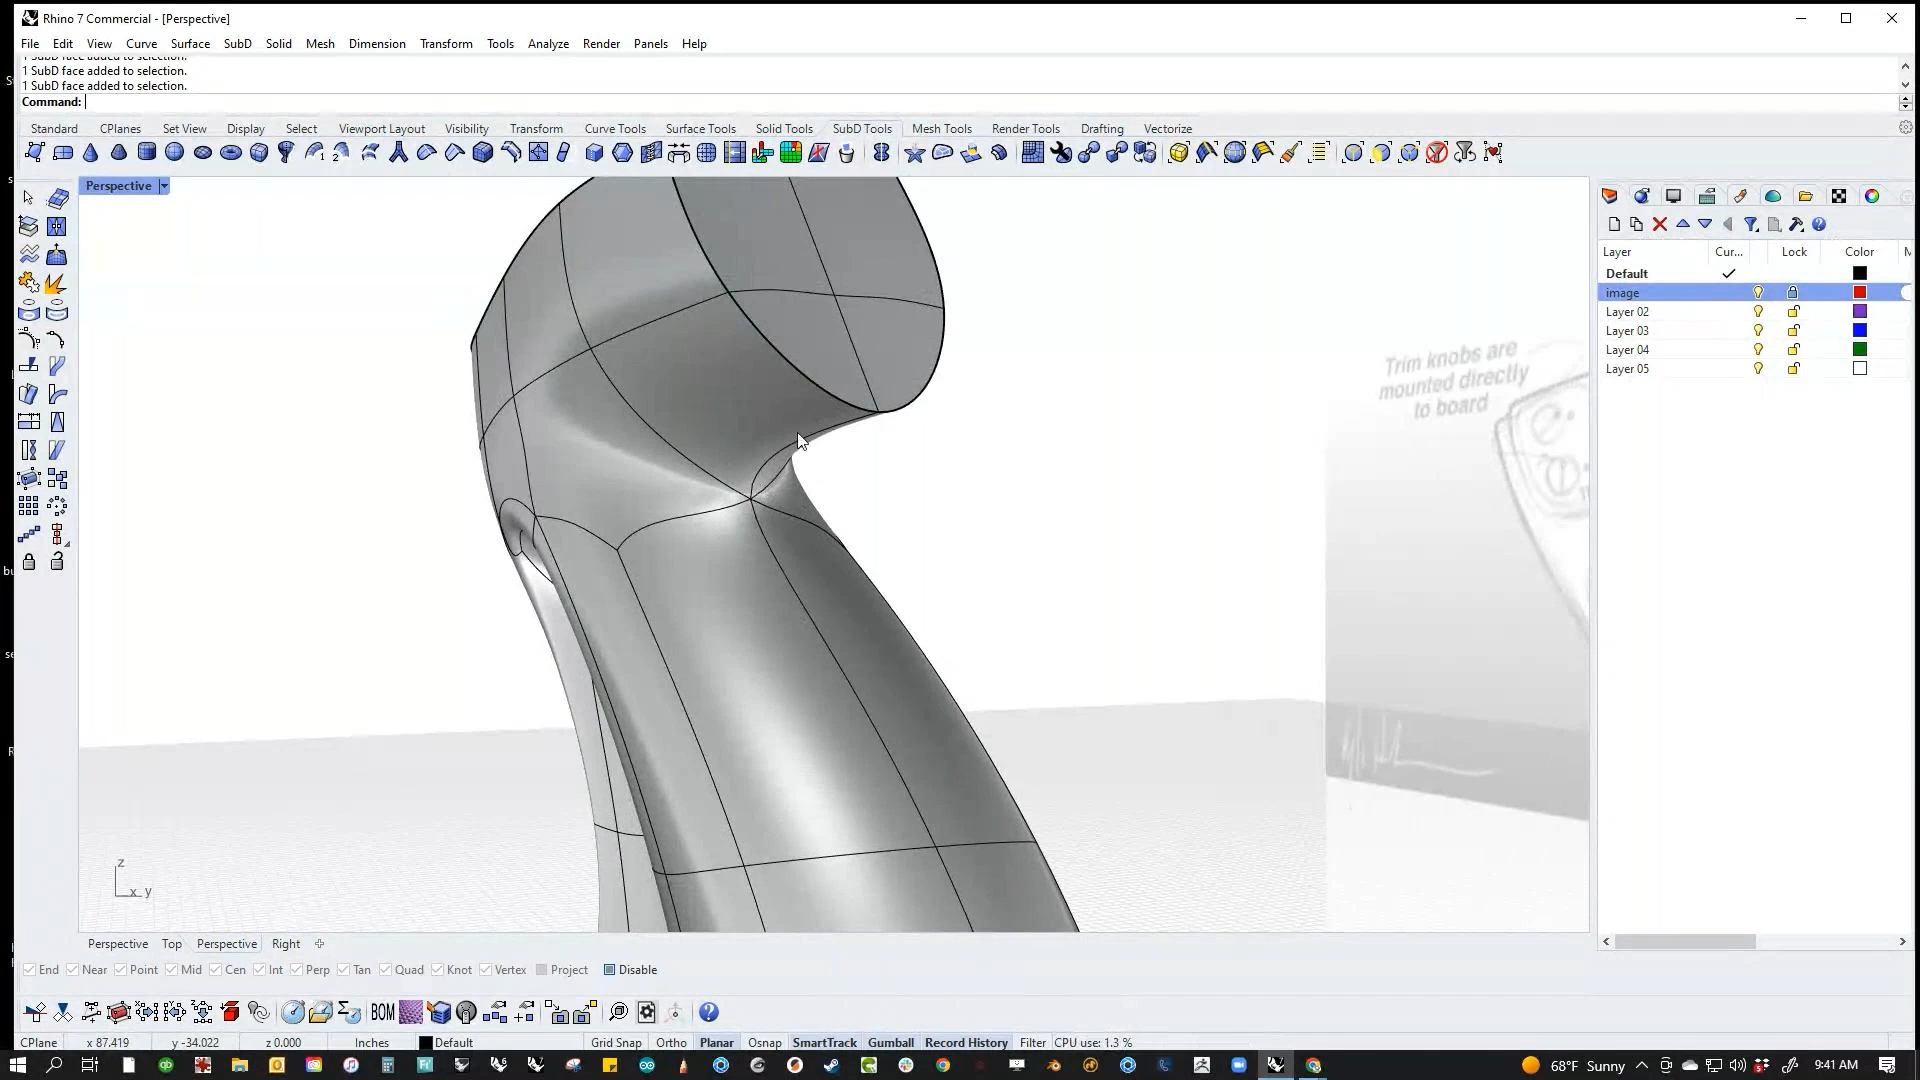 Rhino 7 Commercial - [Perspective]
File Edit View Curve Surface SubD Solid Mesh Dimension Transform Tools Analyze Render Panels Help
1 SubD face added to selection.
1 SubD face added to selection.
1 SubD face added to selection.
Command:
Standard CPlanes Set View Display Select Viewport Layout Visibility Transform Curve Tools Surface Tools Solid Tools SubD Tools Mesh Tools Render Tools Drafting Vectorize
Perspective
Layer Cur... Lock Color M
Default
image
Layer 02
Layer 03
Layer 04
Layer 05
Trim knobs are
mounted directly
to board
z
x y
Perspective Top Perspective Right
End Near Point Mid Cen Int Perp Tan Quad Knot Vertex Project Disable
BOM
CPlane x 87.419 y -34.022 z 0.000 Inches Default Grid Snap Ortho Planar Osnap SmartTrack Gumball Record History Filter CPU use: 1.3 %
68°F Sunny 9:41 AM